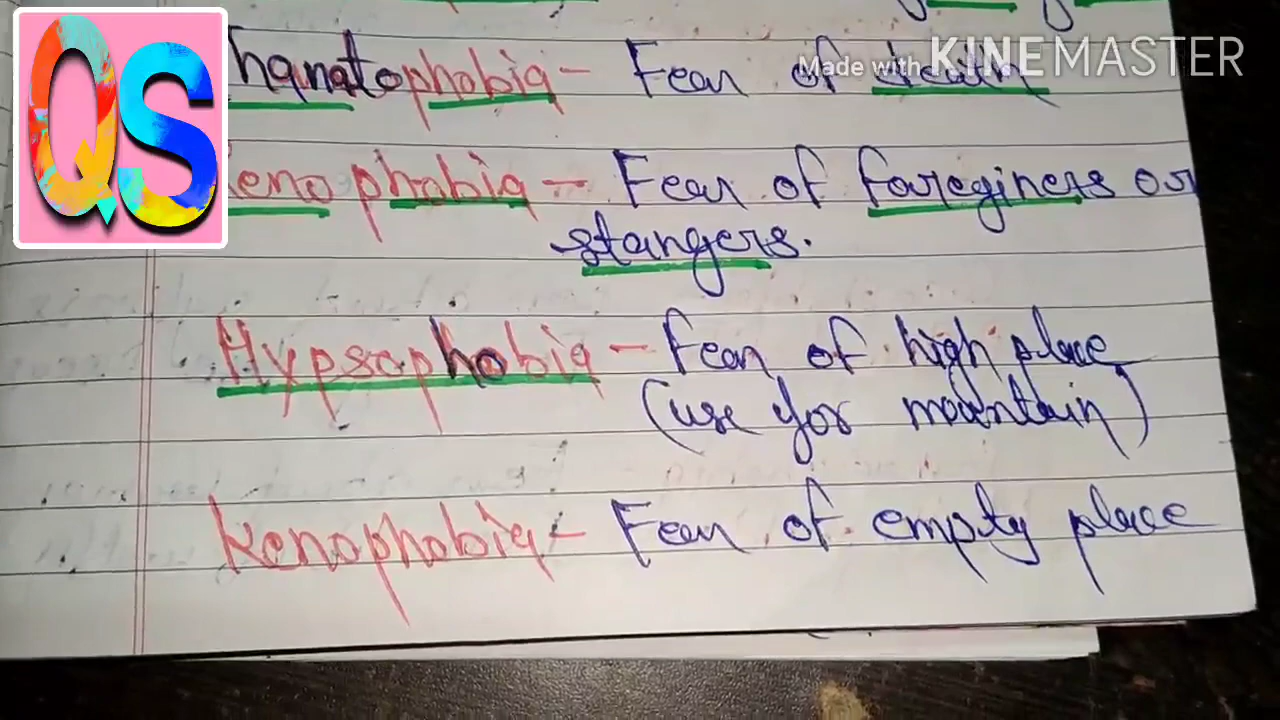 QS
Made with KINEMASTER
Thanatophobia - Fear of death
Xenophobia - Fear of foreginers or
stangers.
Hypsophobia - Fear of high place
(use for mountain)
Kenophobia - Fear of empty place